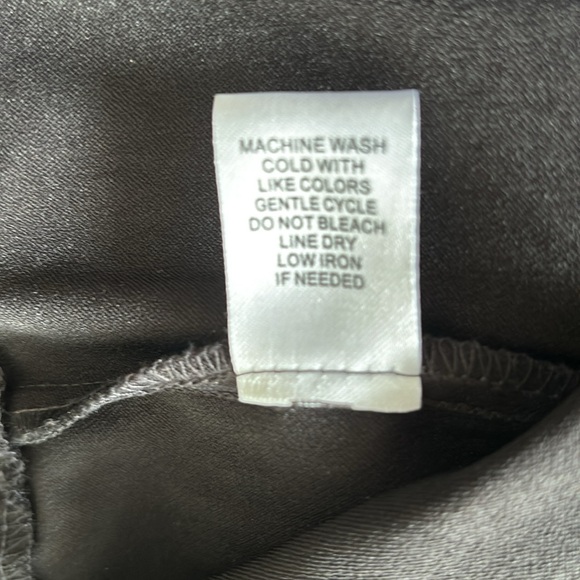 MACHINE WASH
COLD WITH
LIKE COLORS
GENTLE CYCLE
DO NOT BLEACH
LINE DRY
LOW IRON
IF NEEDED